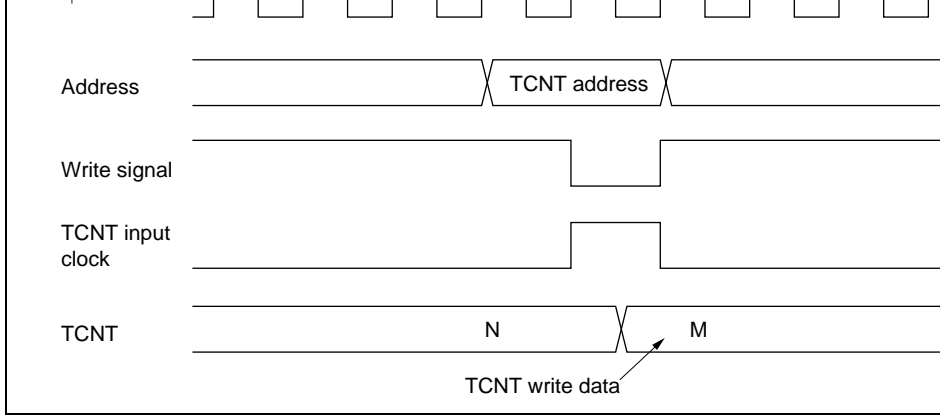 Address
TCNT address
Write signal
TCNT input
clock
TCNT
N
M
TCNT write data